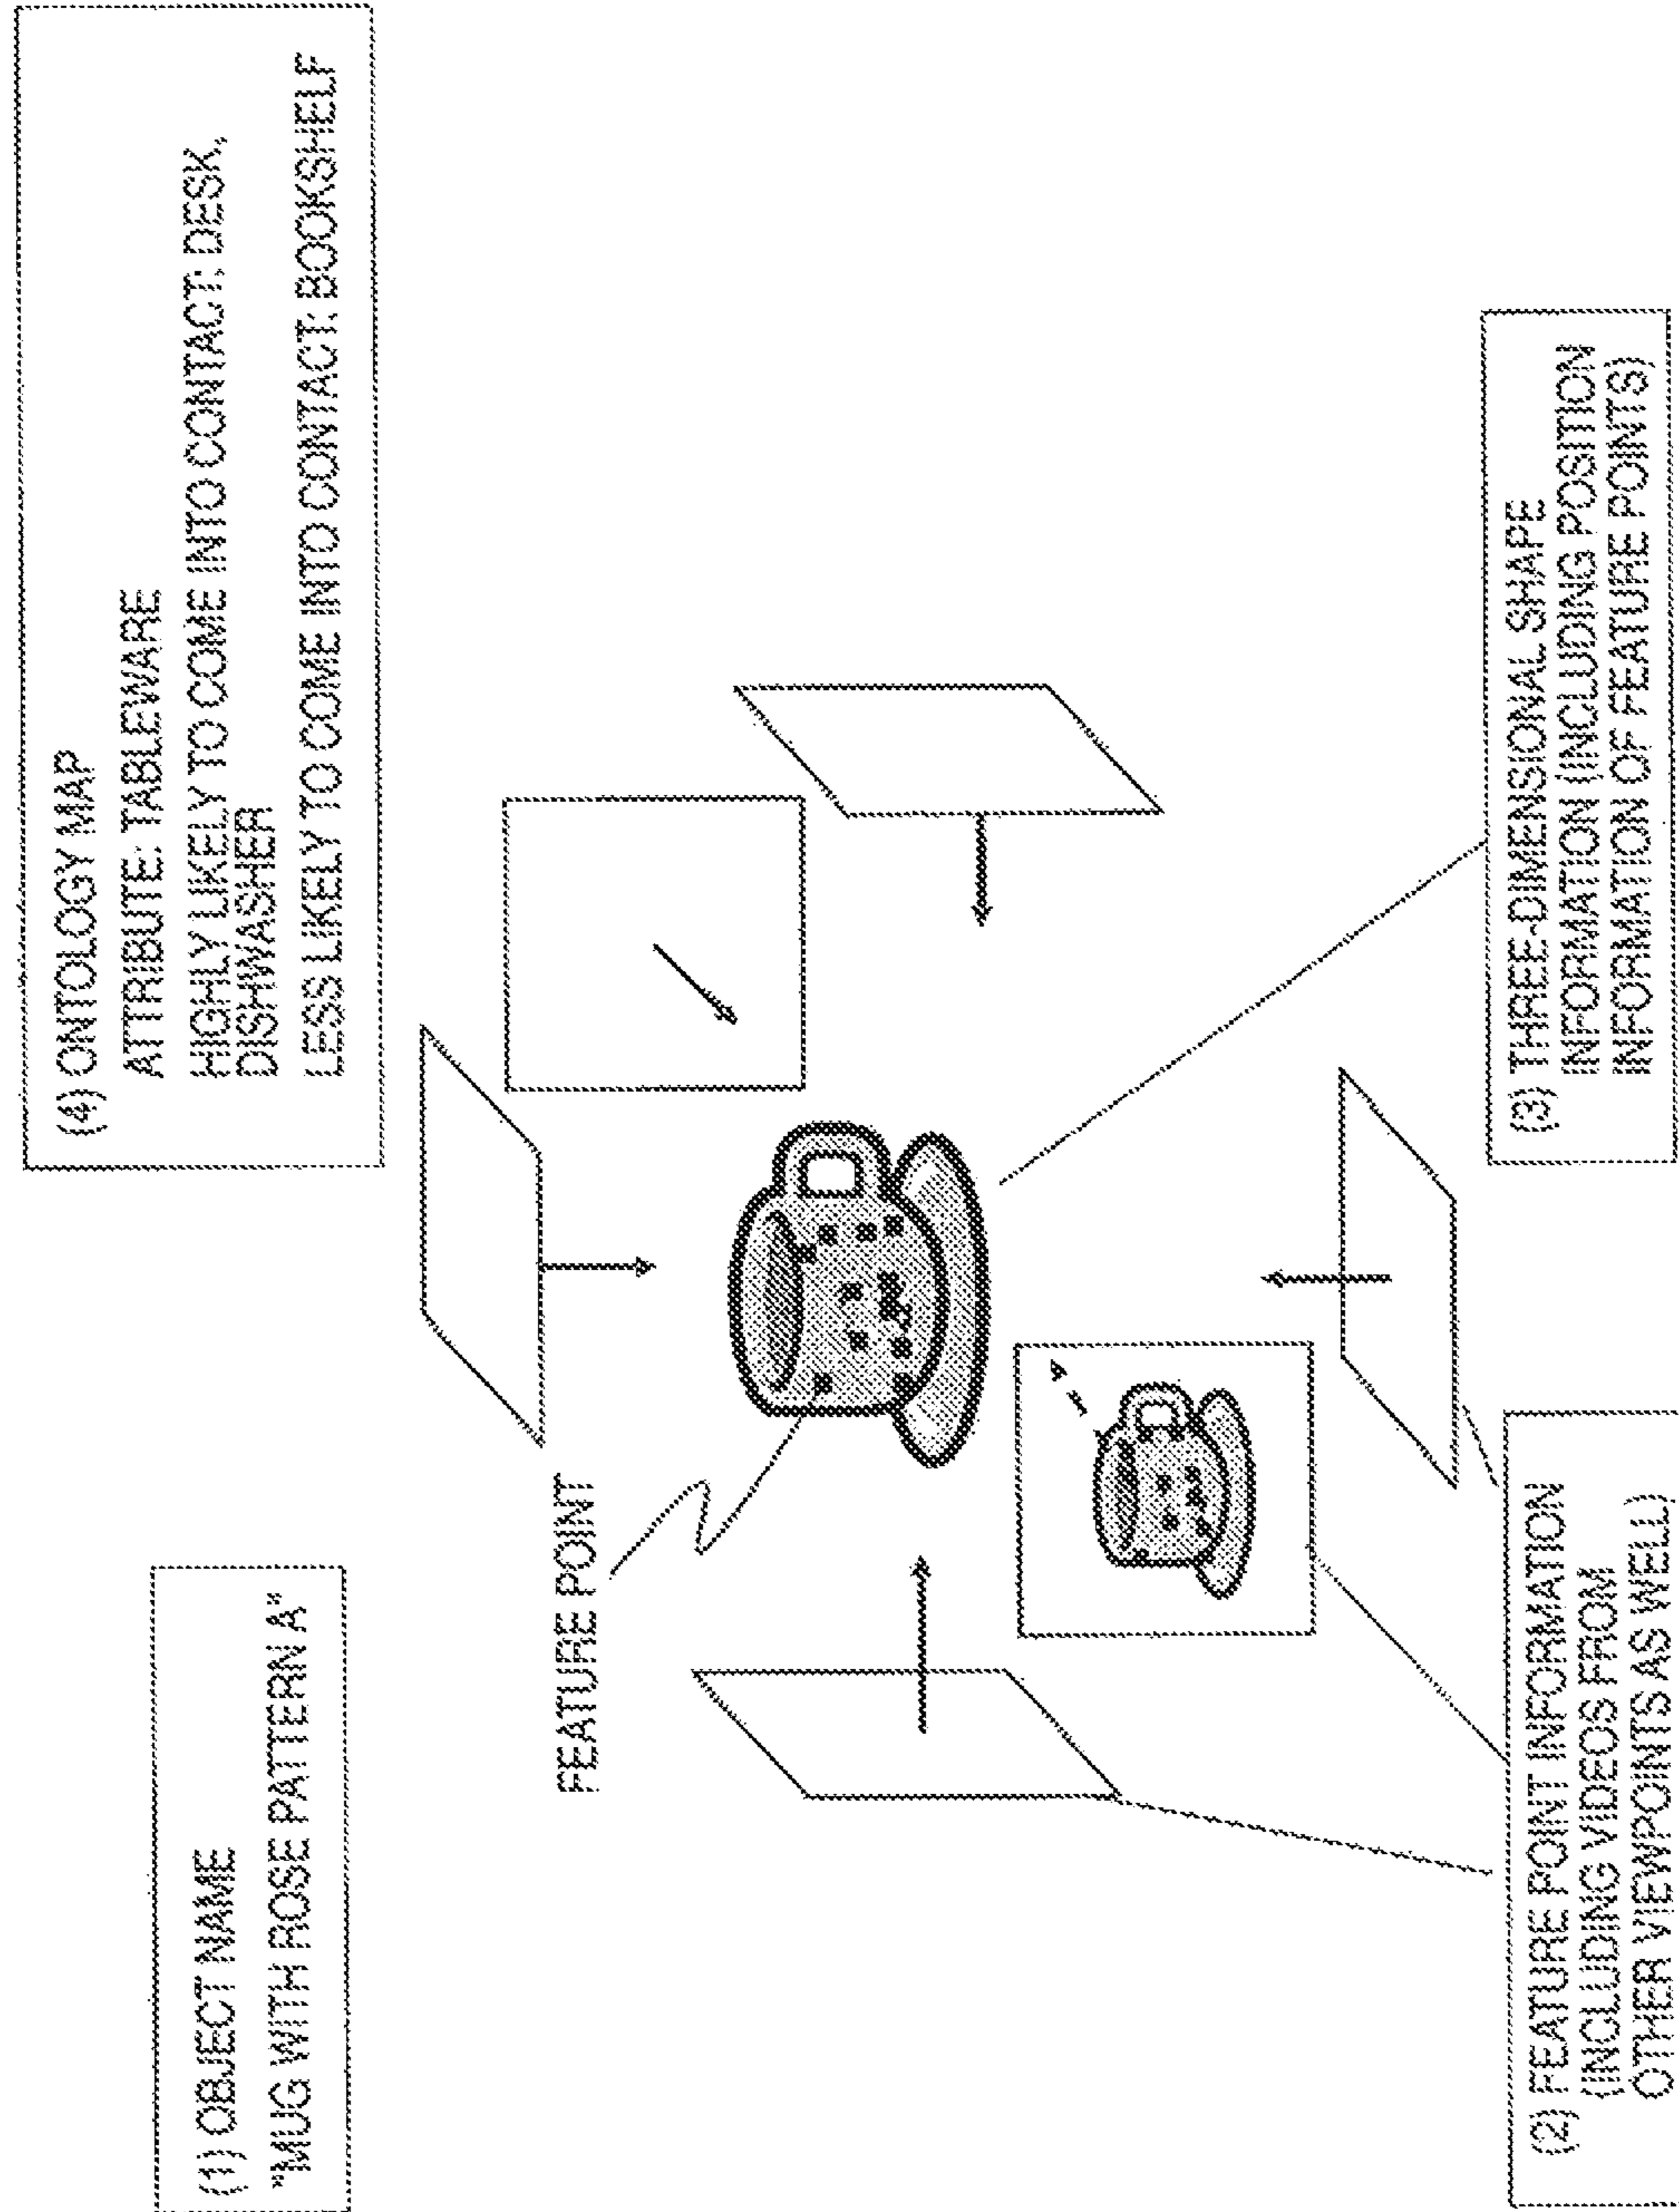 (1) OBJECT NAME
"MUG WITH ROSE PATTERN A"
(4) ONTOLOGY MAP
ATTRIBUTE: TABLEWARE
HIGHLY LIKELY TO COME INTO CONTACT: DESK,
DISHWASHER
LESS LIKELY TO COME INTO CONTACT: BOOKSHELF
FEATURE POINT
(2) FEATURE POINT INFORMATION
(INCLUDING VIDEOS FROM
OTHER VIEWPOINTS AS WELL)
(3) THREE-DIMENSIONAL SHAPE
INFORMATION (INCLUDING POSITION
INFORMATION OF FEATURE POINTS)